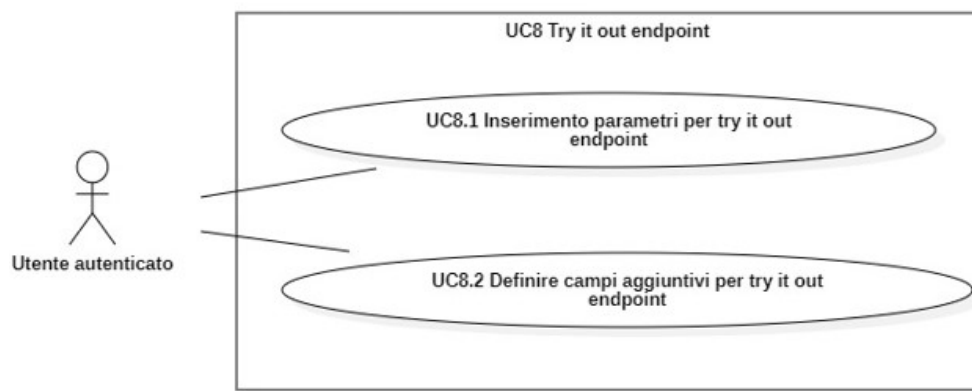 UC8 Try it out endpoint
UC8.1 Inserimento parametri per try it out
endpoint
Utente autenticato
UC8.2 Definire campi aggiuntivi per try it out
endpoint